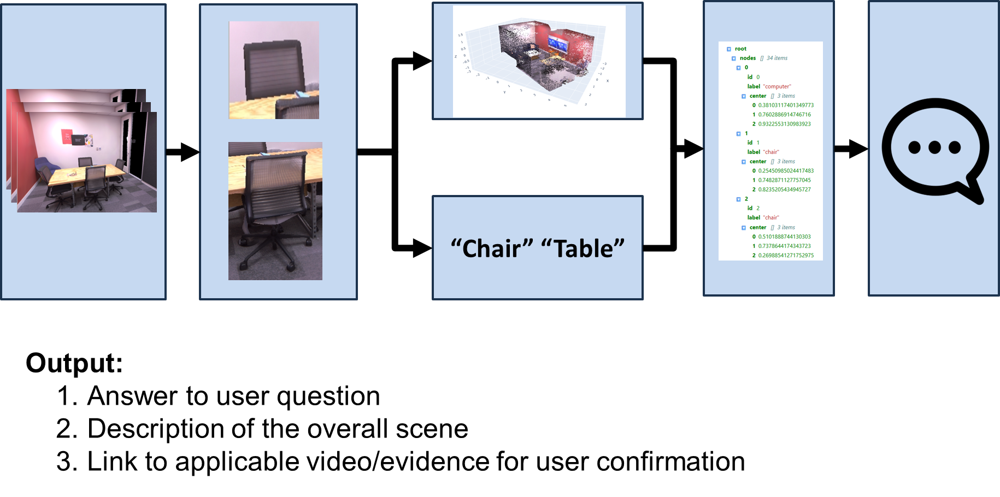 “Chair” “Table”
root
nodes [] 34 items
0
id 0
label "computer"
center [] 3 items
0 0.38103117401349773
1 0.7602886914746716
2 0.9322553130983923
1
id 1
label "chair"
center [] 3 items
0 0.25450985024417483
1 0.7482871127757045
2 0.8235205434945727
2
id 2
label "chair"
center [] 3 items
0 0.5101888744130303
1 0.7378644174343723
2 0.26988541271752975
Output:
1. Answer to user question
2. Description of the overall scene
3. Link to applicable video/evidence for user confirmation